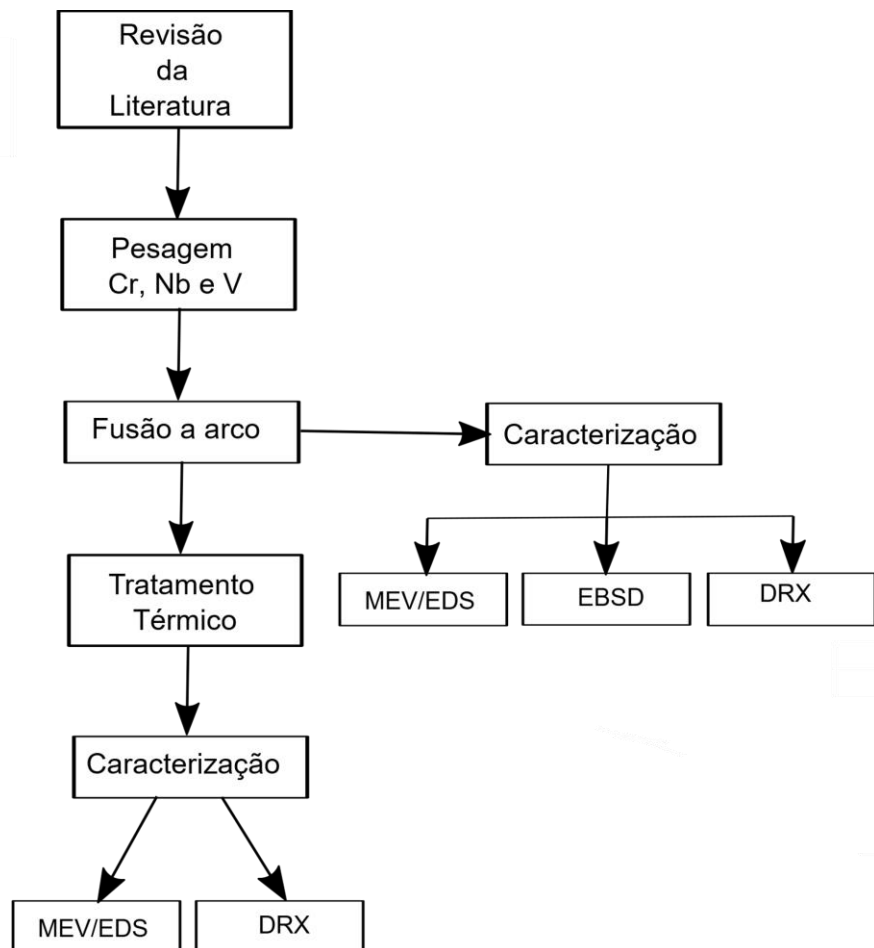 Revisão
da
Literatura
Pesagem
Cr, Nb e V
Fusão a arco
Caracterização
Tratamento
Térmico
MEV/EDS
EBSD
DRX
Caracterização
MEV/EDS
DRX